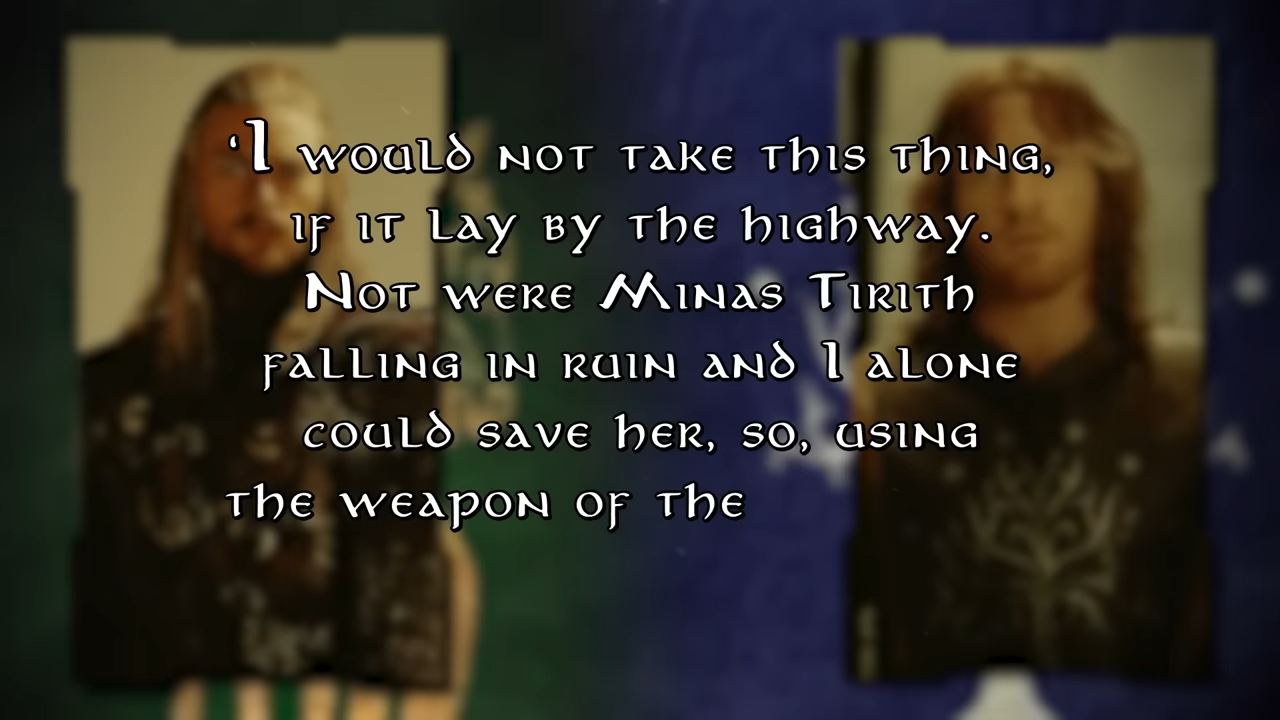 ‘I would not take this thing,
if it lay by the highway.
Not were Minas Tirith
falling in ruin and I alone
could save her, so, using
the weapon of the